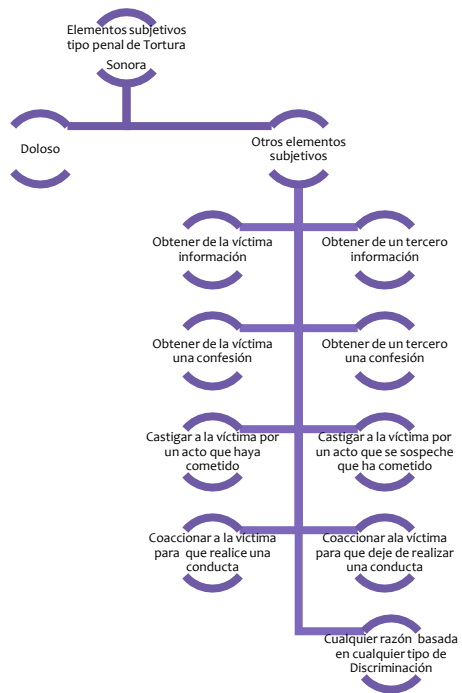 Elementos subjetivos
tipo penal de Tortura
Sonora
Doloso
Otros elementos
subjetivos
Obtener de la víctima
información
Obtener de un tercero
información
Obtener de la víctima
una confesión
Obtener de un tercero
una confesión
Castigar a la víctima por
un acto que haya
cometido
Castigar a la víctima por
un acto que se sospeche
que ha cometido
Coaccionar a la víctima
para que realice una
conducta
Coaccionar ala víctima
para que deje de realizar
una conducta
Cualquier razón basada
en cualquier tipo de
Discriminación